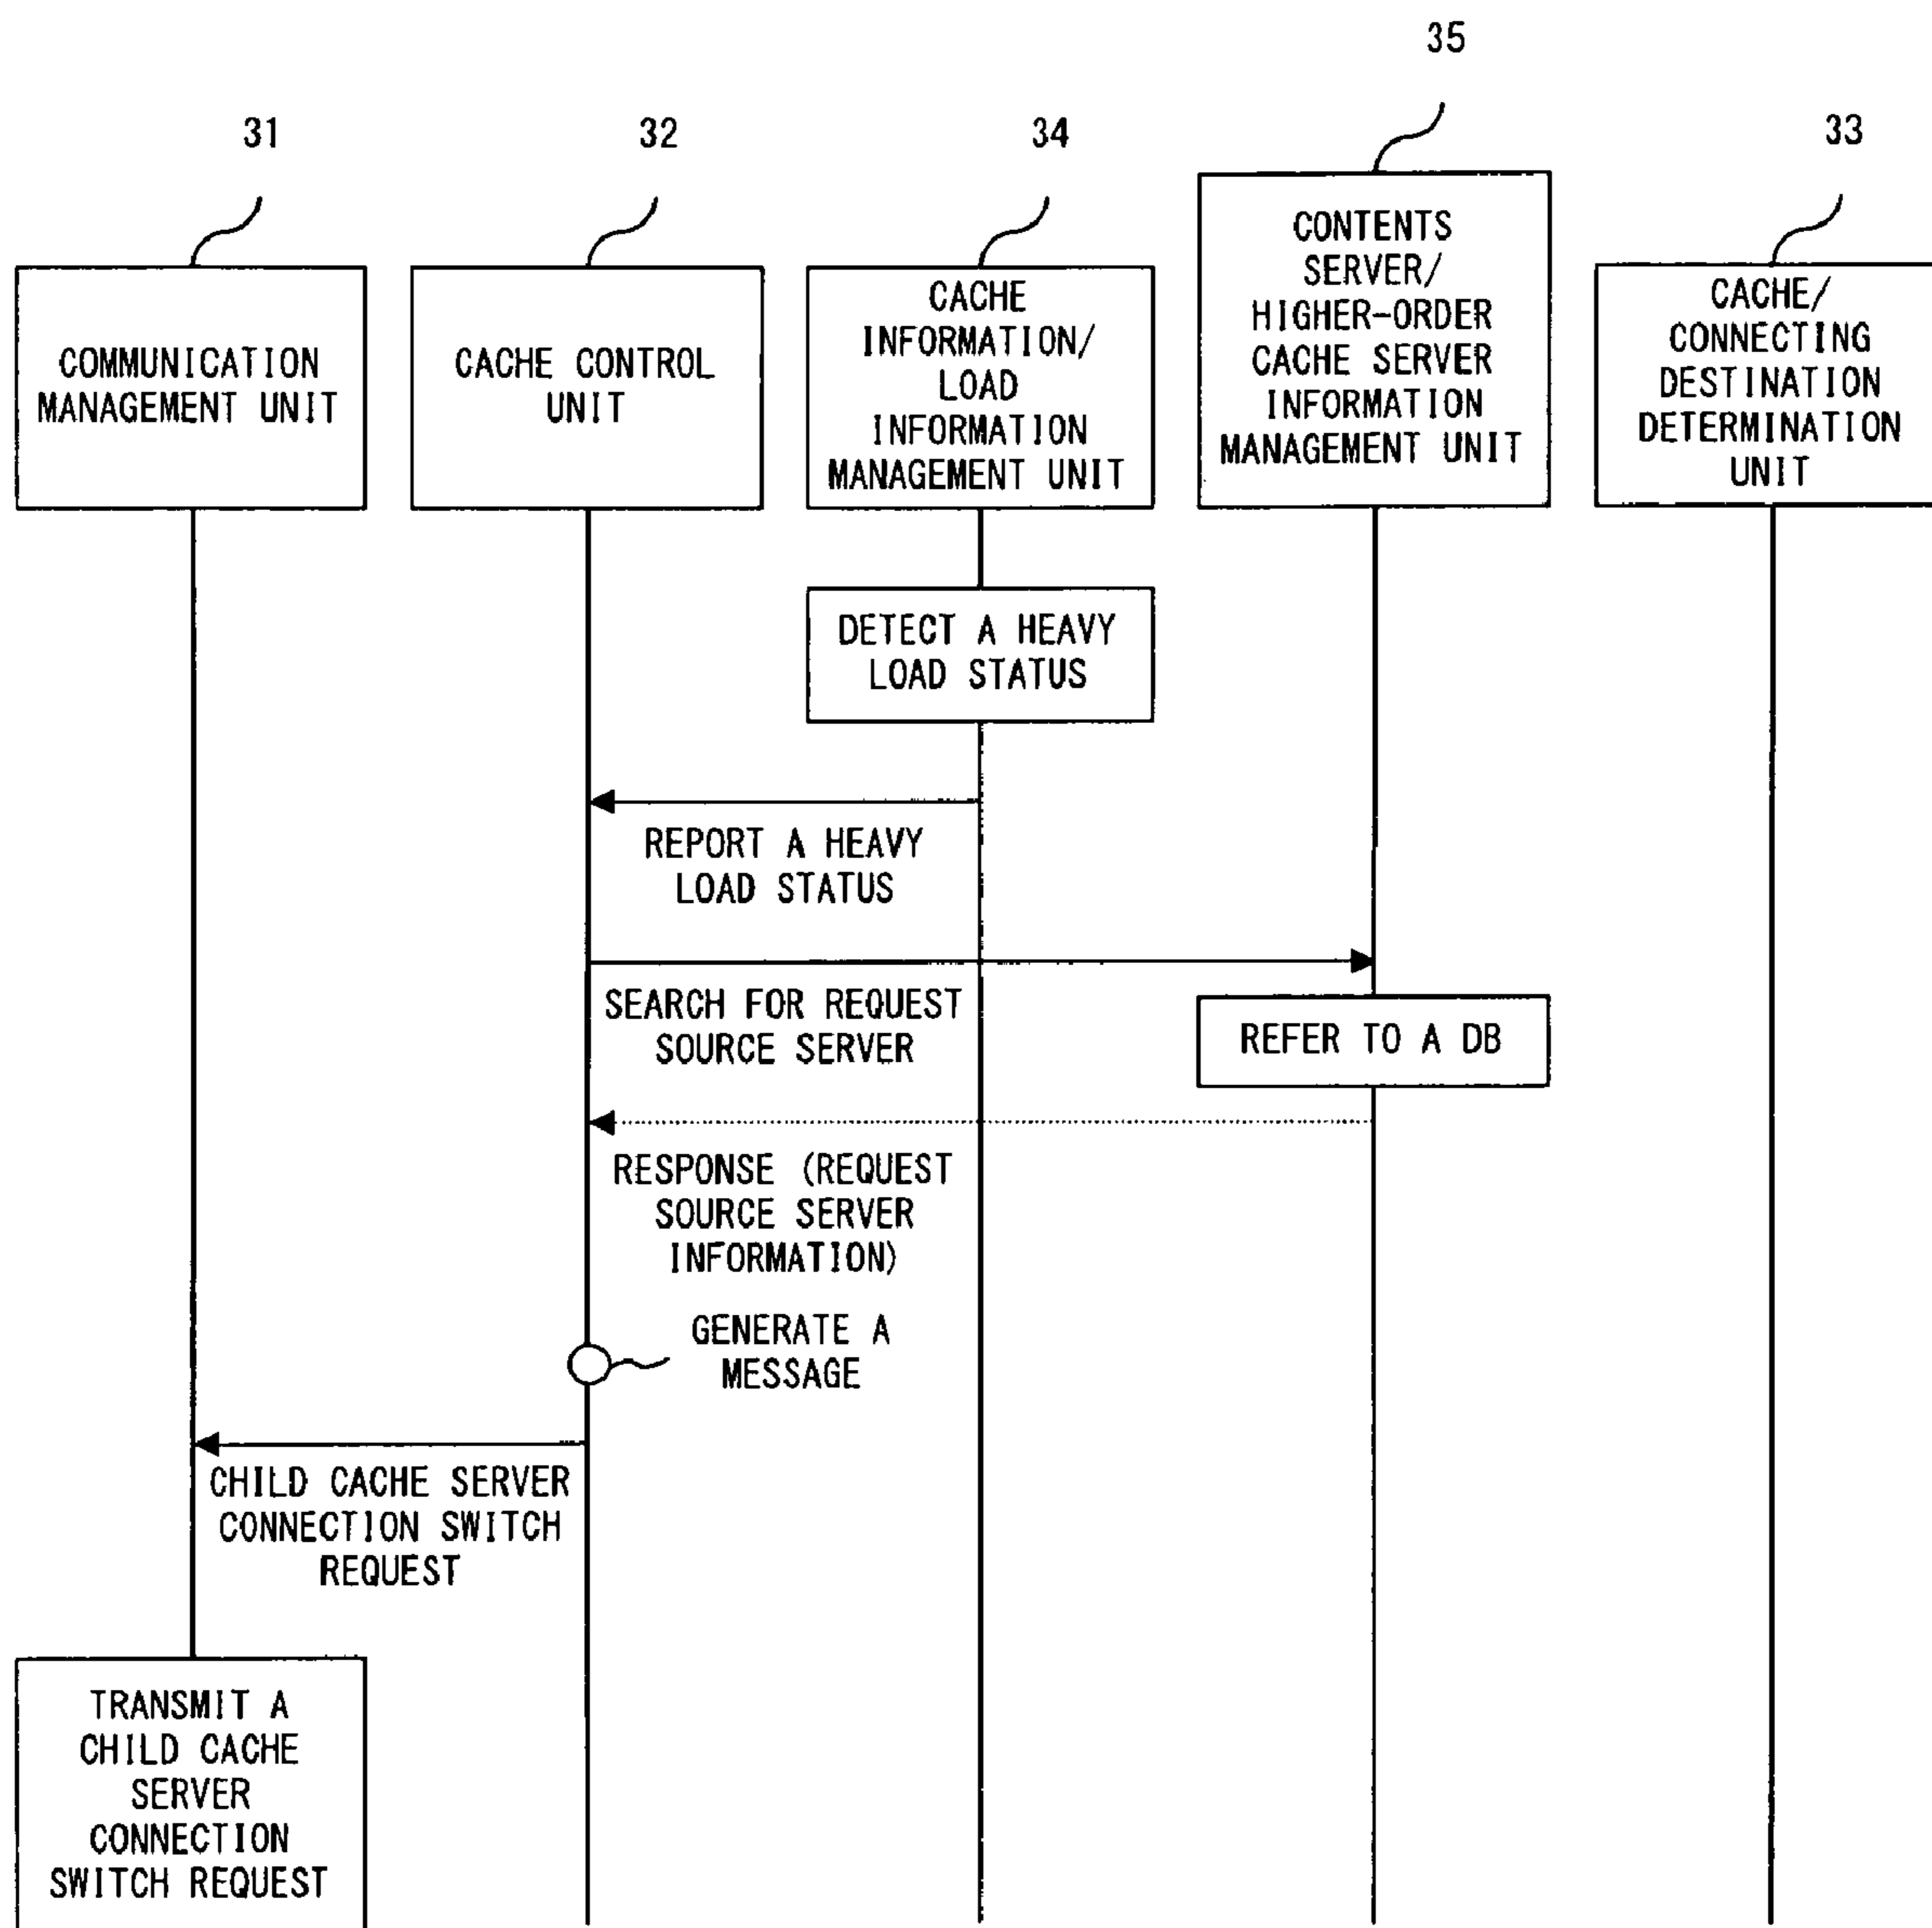 35
31
32
34
33
COMMUNICATION
MANAGEMENT UNIT
CACHE CONTROL
UNIT
CACHE
INFORMATION/
LOAD
INFORMATION
MANAGEMENT UNIT
CONTENTS
SERVER/
HIGHER-ORDER
CACHE SERVER
INFORMATION
MANAGEMENT UNIT
CACHE/
CONNECTING
DESTINATION
DETERMINATION
UNIT
DETECT A HEAVY
LOAD STATUS
REPORT A HEAVY
LOAD STATUS
SEARCH FOR REQUEST
SOURCE SERVER
REFER TO A DB
RESPONSE (REQUEST
SOURCE SERVER
INFORMATION)
GENERATE A
MESSAGE
CHILD CACHE SERVER
CONNECTION SWITCH
REQUEST
TRANSMIT A
CHILD CACHE
SERVER
CONNECTION
SWITCH REQUEST